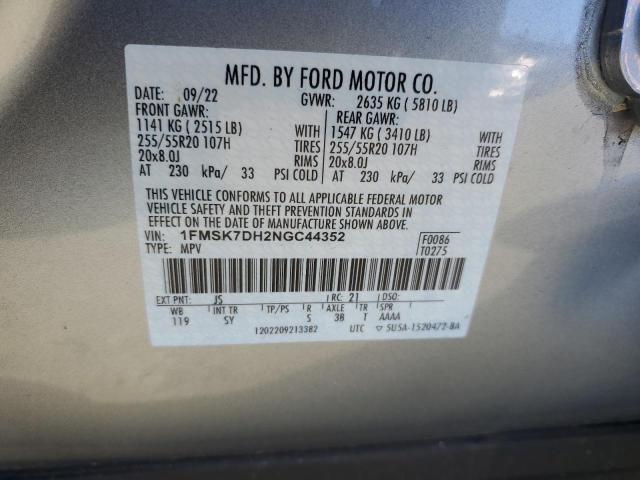 MFD. BY FORD MOTOR CO.
DATE: 09/22 GVWR: 2635 KG ( 5810 LB)
FRONT GAWR: REAR GAWR:
1141 KG ( 2515 LB) WITH 1547 KG ( 3410 LB) WITH
255/55R20 107H TIRES 255/55R20 107H TIRES
20x8.0J RIMS 20x8.0J RIMS
AT 230 kPa/ 33 PSI COLD AT 230 kPa/ 33 PSI COLD
THIS VEHICLE CONFORMS TO ALL APPLICABLE FEDERAL MOTOR
VEHICLE SAFETY AND THEFT PREVENTION STANDARDS IN
EFFECT ON THE DATE OF MANUFACTURE SHOWN ABOVE.
VIN: 1FMSK7DH2NGC44352 F0086
TYPE: MPV T0275
EXT PNT: JS RC: 21 DSO:
WB INT TR TP/PS R AXLE TR SPR
119 SY S 3B T AAAA
1202209213382 UTC ▽ 5U5A-1520472-BA